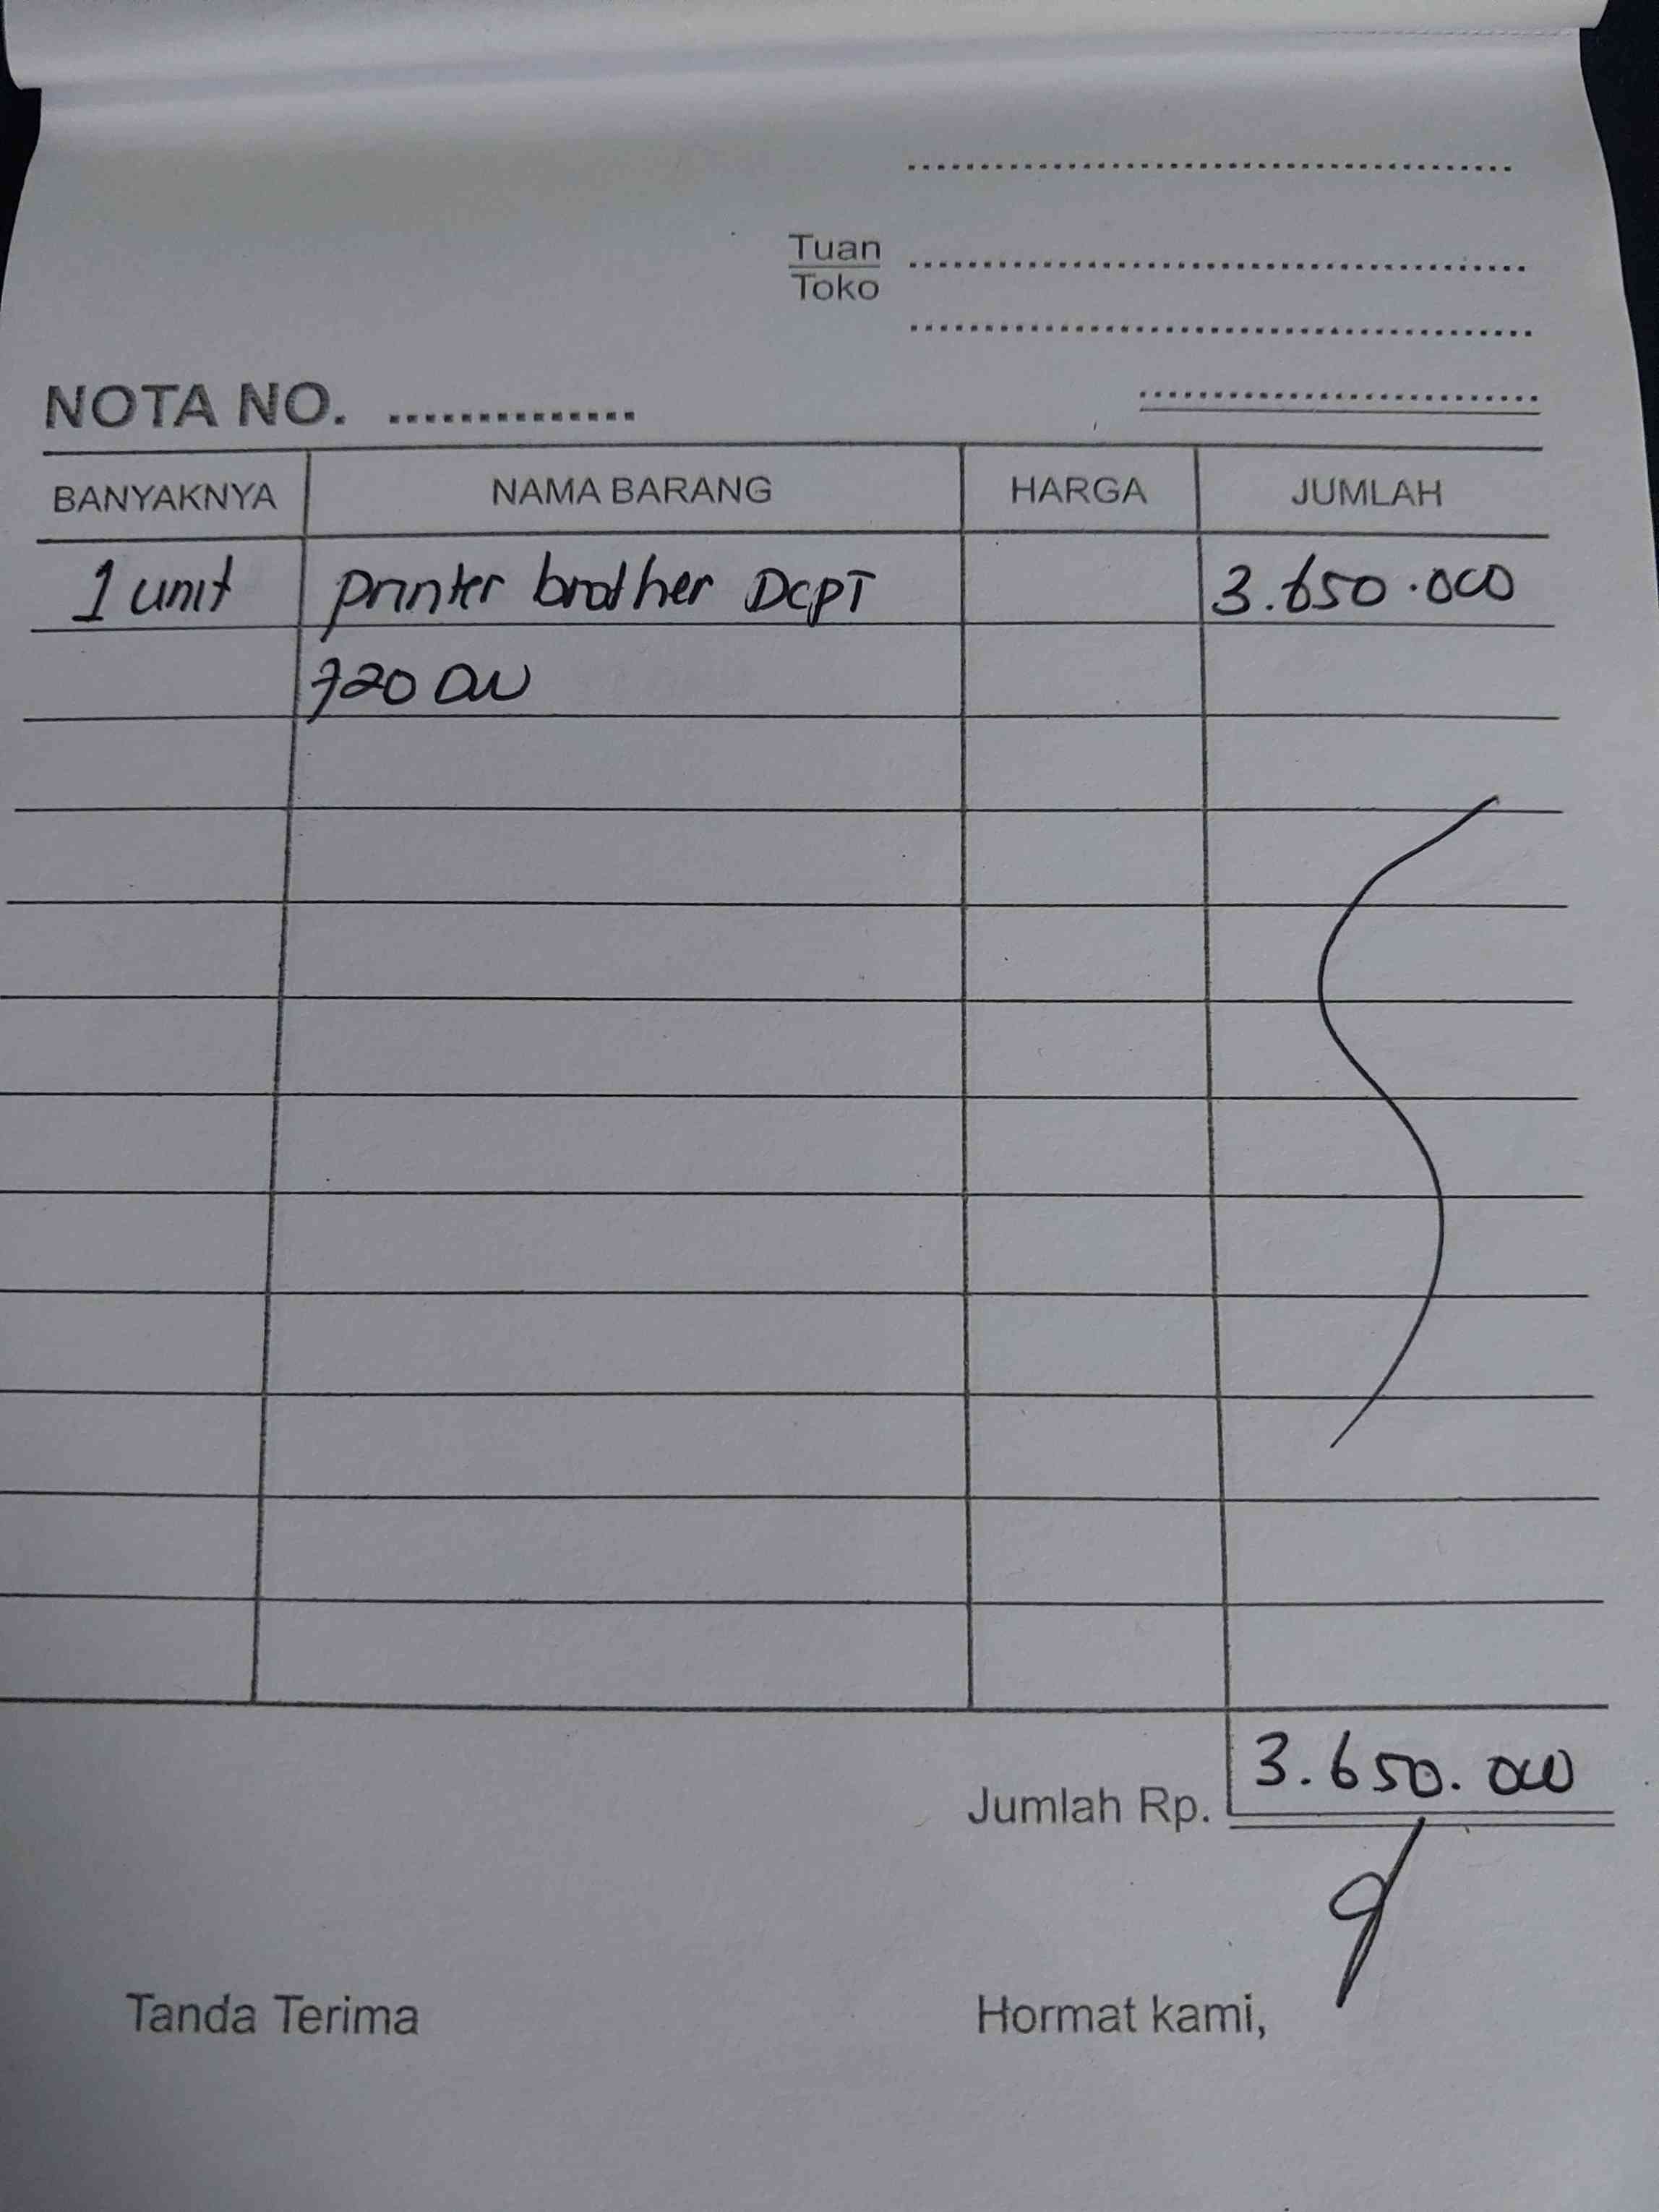 Tuan
Toko
NOTA NO. ..............
BANYAKNYA NAMA BARANG HARGA JUMLAH
1 unit printer brother DCPT 3.650.000
720 DW
Jumlah Rp. 3.650.000
Tanda Terima Hormat kami,